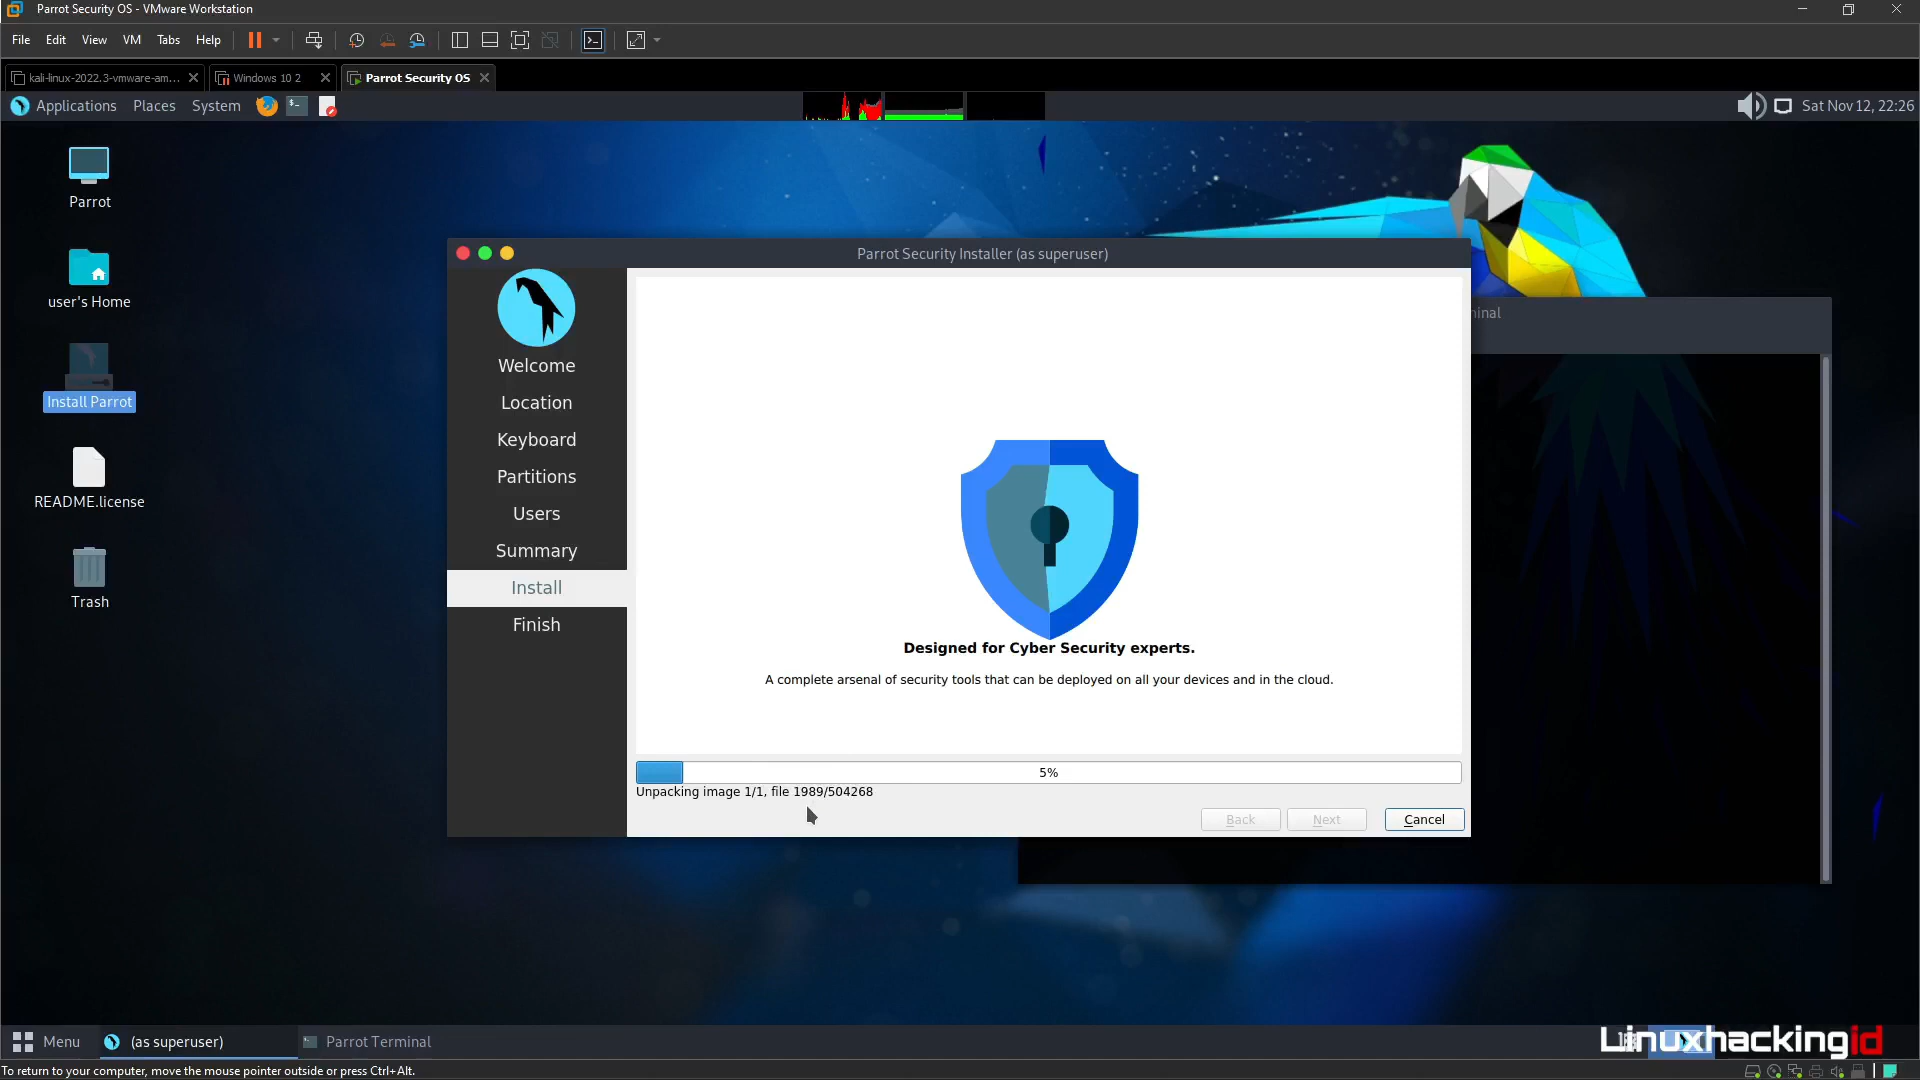 Parrot Security OS - VMware Workstation
File Edit View VM Tabs Help
kali-linux-2022.3-vmware-am... Windows 10 2 Parrot Security OS
Applications Places System Sat Nov 12, 22:26
Parrot
user's Home
Install Parrot
README.license
Trash
Parrot Security Installer (as superuser)
minal
Welcome
Location
Keyboard
Partitions
Users
Summary
Install
Finish
Designed for Cyber Security experts.
A complete arsenal of security tools that can be deployed on all your devices and in the cloud.
5%
Unpacking image 1/1, file 1989/504268
Back Next Cancel
Menu (as superuser) Parrot Terminal
Linuxhackingid
To return to your computer, move the mouse pointer outside or press Ctrl+Alt.